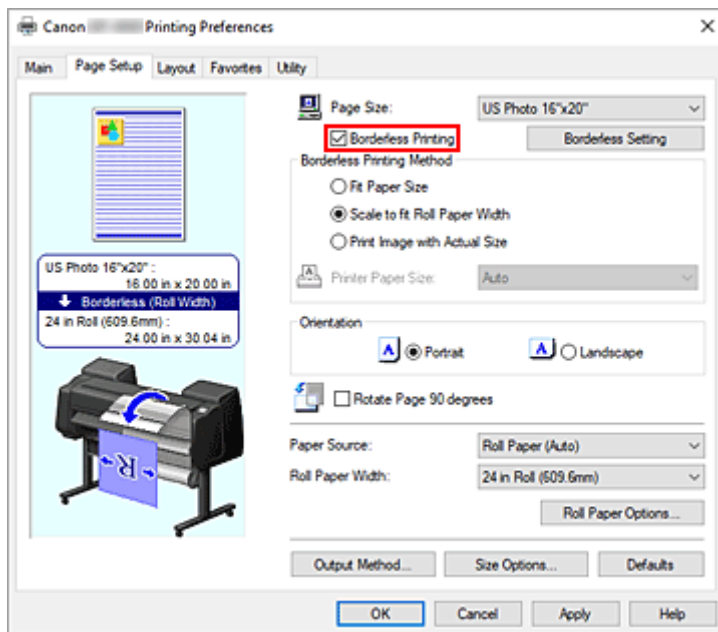 Canon Printing Preferences
Main Page Setup Layout Favorites Utility
Page Size: US Photo 16"x20"
Borderless Printing Borderless Setting
Borderless Printing Method
Fit Paper Size
Scale to fit Roll Paper Width
Print Image with Actual Size
Printer Paper Size: Auto
US Photo 16"x20" :
16.00 in x 20.00 in
Borderless (Roll Width)
24 in Roll (609.6mm) :
24.00 in x 30.04 in
R
Orientation
A Portrait A Landscape
Rotate Page 90 degrees
Paper Source: Roll Paper (Auto)
Roll Paper Width: 24 in Roll (609.6mm)
Roll Paper Options...
Output Method... Size Options... Defaults
OK Cancel Apply Help